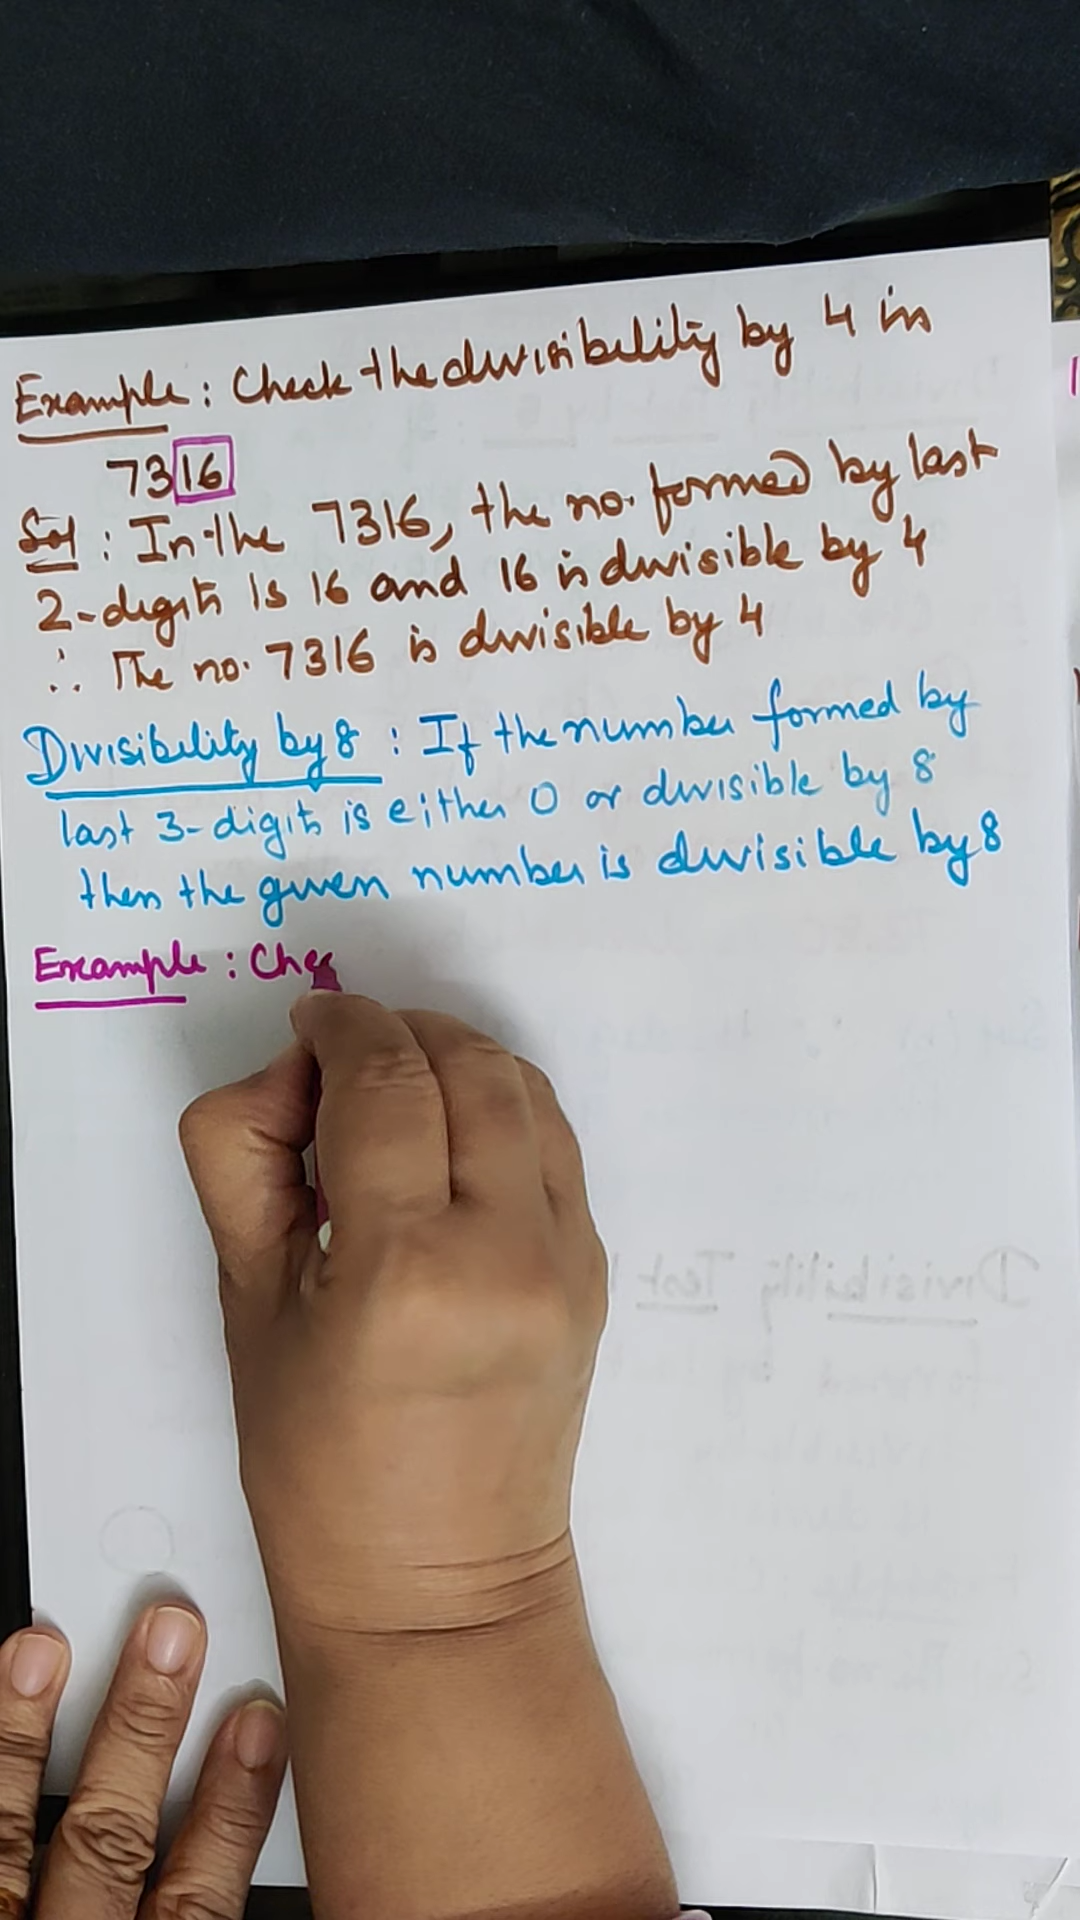 Example : Check the divisibility by 4 in
7316
Sol : In the 7316, the no. formed by last
2-digits is 16 and 16 is divisible by 4
∴ The no. 7316 is divisible by 4
Divisibility by 8 : If the number formed by
last 3-digits is either 0 or divisible by 8
then the given number is divisible by 8
Example : Chec
Divisibility Test